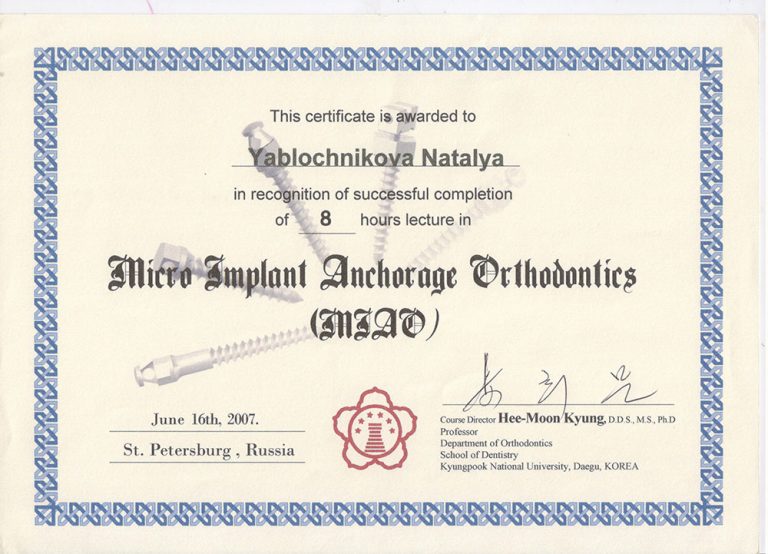 This certificate is awarded to
Yablochnikova Natalya
in recognition of successful completion
of 8 hours lecture in
Micro Implant Anchorage Orthodontics
(MIAO)
June 16th, 2007.
St. Petersburg , Russia
Course Director Hee-Moon Kyung, D.D.S., M.S., Ph.D
Professor
Department of Orthodontics
School of Dentistry
Kyungpook National University, Daegu, KOREA